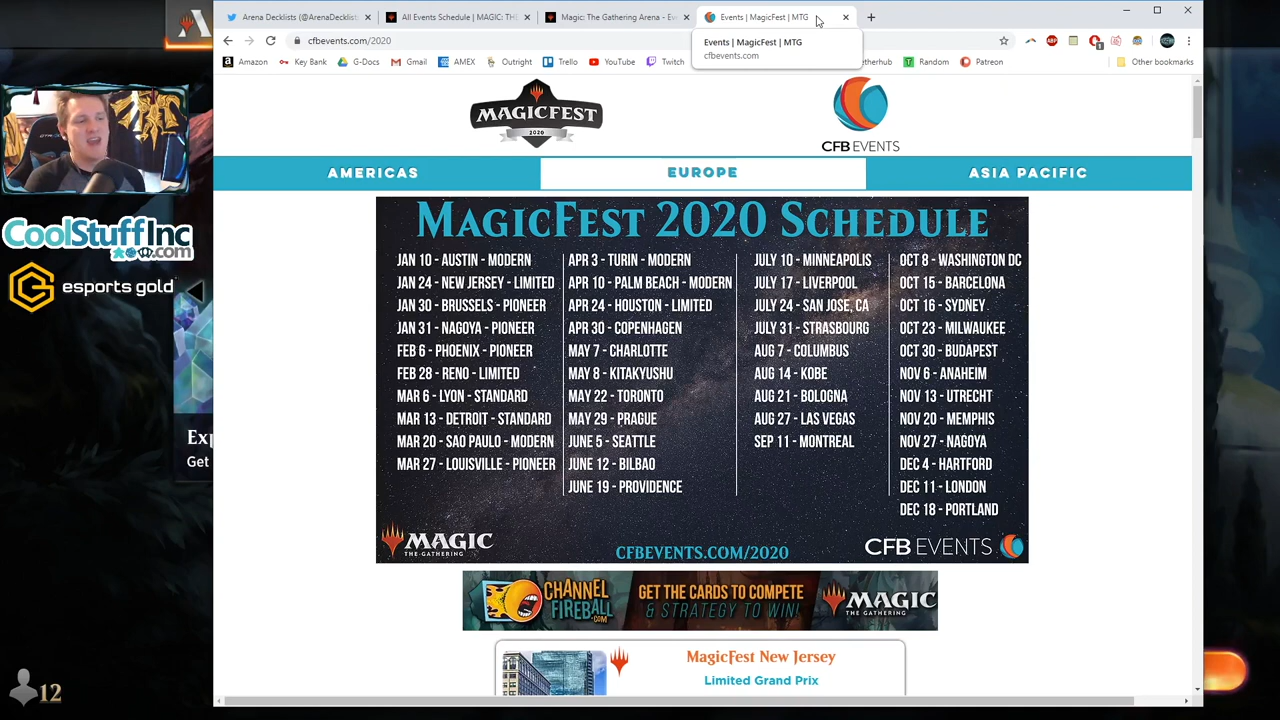 Arena Decklists (@ArenaDecklist
All Events Schedule | MAGIC: THE
Magic: The Gathering Arena - Eve
Events | MagicFest | MTG
cfbevents.com/2020
Events | MagicFest | MTG
cfbevents.com
Amazon
Key Bank
G-Docs
Gmail
AMEX
Outright
Trello
YouTube
Twitch
etherhub
Random
Patreon
Other bookmarks
MAGICFEST
2020
CFB EVENTS
AMERICAS
EUROPE
ASIA PACIFIC
MAGICFEST 2020 SCHEDULE
JAN 10 - AUSTIN - MODERN
JAN 24 - NEW JERSEY - LIMITED
JAN 30 - BRUSSELS - PIONEER
JAN 31 - NAGOYA - PIONEER
FEB 6 - PHOENIX - PIONEER
FEB 28 - RENO - LIMITED
MAR 6 - LYON - STANDARD
MAR 13 - DETROIT - STANDARD
MAR 20 - SAO PAULO - MODERN
MAR 27 - LOUISVILLE - PIONEER
APR 3 - TURIN - MODERN
APR 10 - PALM BEACH - MODERN
APR 24 - HOUSTON - LIMITED
APR 30 - COPENHAGEN
MAY 7 - CHARLOTTE
MAY 8 - KITAKYUSHU
MAY 22 - TORONTO
MAY 29 - PRAGUE
JUNE 5 - SEATTLE
JUNE 12 - BILBAO
JUNE 19 - PROVIDENCE
JULY 10 - MINNEAPOLIS
JULY 17 - LIVERPOOL
JULY 24 - SAN JOSE, CA
JULY 31 - STRASBOURG
AUG 7 - COLUMBUS
AUG 14 - KOBE
AUG 21 - BOLOGNA
AUG 27 - LAS VEGAS
SEP 11 - MONTREAL
OCT 8 - WASHINGTON DC
OCT 15 - BARCELONA
OCT 16 - SYDNEY
OCT 23 - MILWAUKEE
OCT 30 - BUDAPEST
NOV 6 - ANAHEIM
NOV 13 - UTRECHT
NOV 20 - MEMPHIS
NOV 27 - NAGOYA
DEC 4 - HARTFORD
DEC 11 - LONDON
DEC 18 - PORTLAND
MAGIC
THE GATHERING
CFBEVENTS.COM/2020
CFB EVENTS
CHANNEL
FIREBALL
.COM
GET THE CARDS TO COMPETE
& STRATEGY TO WIN!
MAGIC
THE GATHERING
MagicFest New Jersey
Limited Grand Prix
CoolStuffInc
.com
esports gold
Exp
Get
12